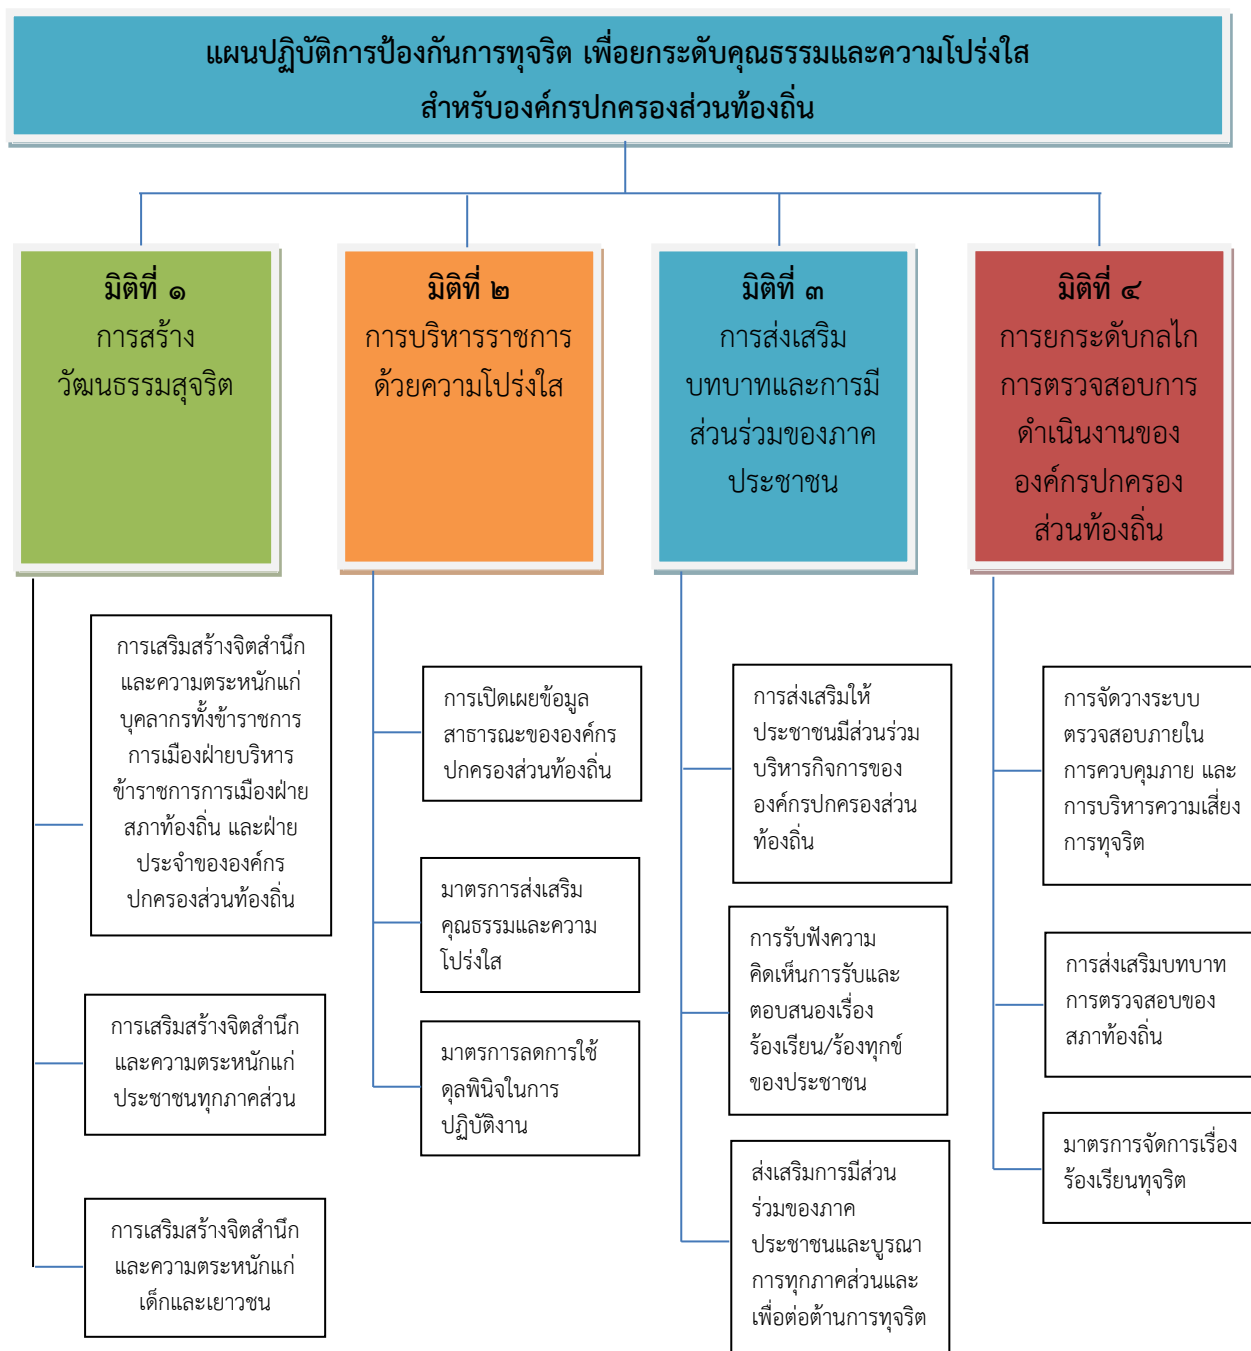 แผนปฏิบัติการป้องกันการทุจริต เพื่อยกระดับคุณธรรมและความโปร่งใส
สำหรับองค์กรปกครองส่วนท้องถิ่น
มิติที่ ๑
การสร้าง
วัฒนธรรมสุจริต
มิติที่ ๒
การบริหารราชการ
ด้วยความโปร่งใส
มิติที่ ๓
การส่งเสริม
บทบาทและการมี
ส่วนร่วมของภาค
ประชาชน
มิติที่ ๔
การยกระดับกลไก
การตรวจสอบการ
ดำเนินงานของ
องค์กรปกครอง
ส่วนท้องถิ่น
การเสริมสร้างจิตสำนึก
และความตระหนักแก่
บุคลากรทั้งข้าราชการ
การเมืองฝ่ายบริหาร
ข้าราชการการเมืองฝ่าย
สภาท้องถิ่น และฝ่าย
ประจำขององค์กร
ปกครองส่วนท้องถิ่น
การเสริมสร้างจิตสำนึก
และความตระหนักแก่
ประชาชนทุกภาคส่วน
การเสริมสร้างจิตสำนึก
และความตระหนักแก่
เด็กและเยาวชน
การเปิดเผยข้อมูล
สาธารณะขององค์กร
ปกครองส่วนท้องถิ่น
มาตรการส่งเสริม
คุณธรรมและความ
โปร่งใส
มาตรการลดการใช้
ดุลพินิจในการ
ปฏิบัติงาน
การส่งเสริมให้
ประชาชนมีส่วนร่วม
บริหารกิจการของ
องค์กรปกครองส่วน
ท้องถิ่น
การรับฟังความ
คิดเห็นการรับและ
ตอบสนองเรื่อง
ร้องเรียน/ร้องทุกข์
ของประชาชน
ส่งเสริมการมีส่วน
ร่วมของภาค
ประชาชนและบูรณา
การทุกภาคส่วนและ
เพื่อต่อต้านการทุจริต
การจัดวางระบบ
ตรวจสอบภายใน
การควบคุมภาย และ
การบริหารความเสี่ยง
การทุจริต
การส่งเสริมบทบาท
การตรวจสอบของ
สภาท้องถิ่น
มาตรการจัดการเรื่อง
ร้องเรียนทุจริต